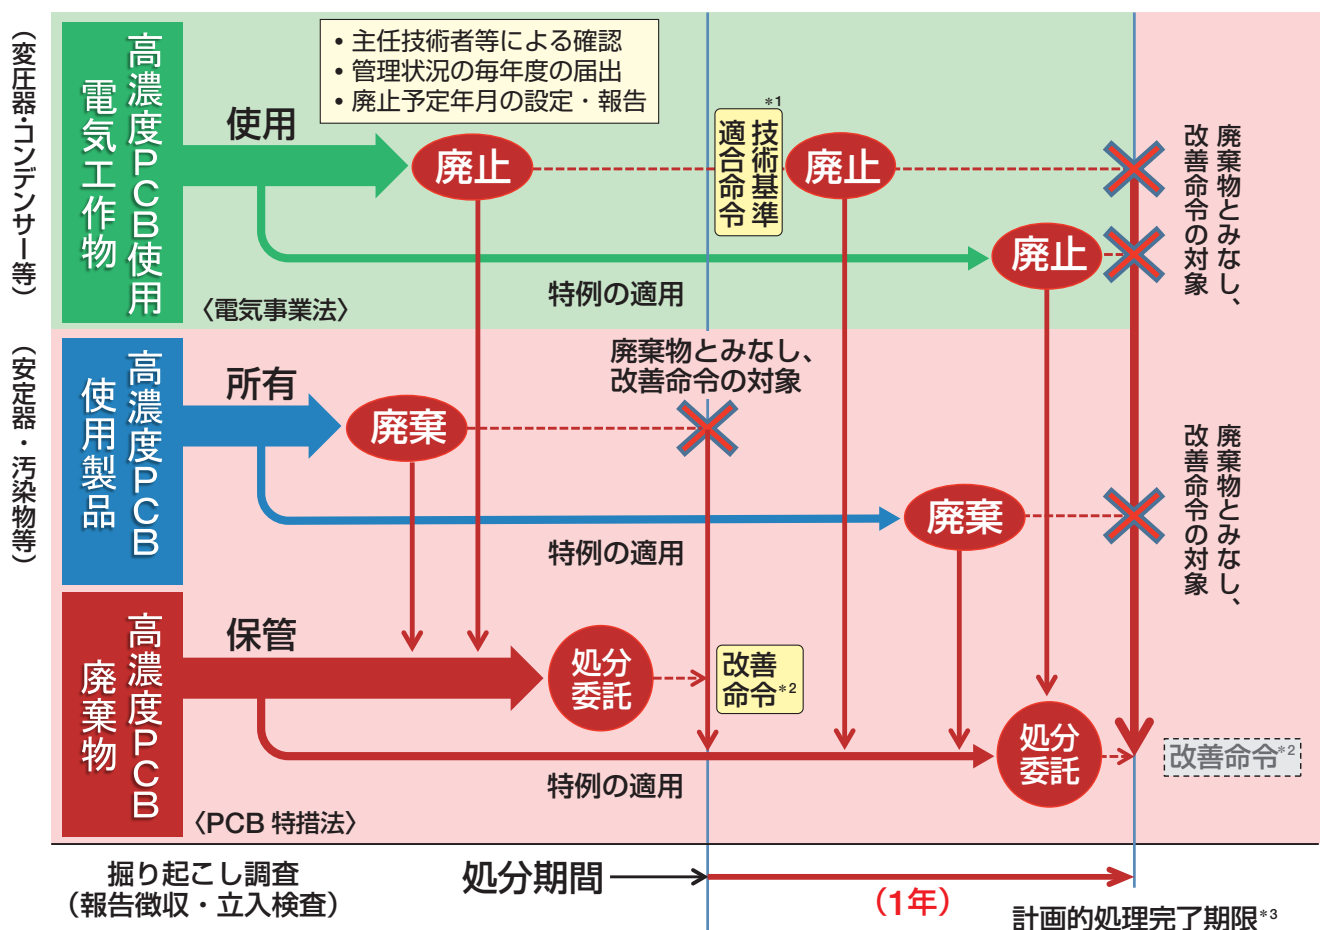 （変圧器・コンデンサー等）
高濃度PCB使用
電気工作物
使用
・主任技術者等による確認
・管理状況の毎年度の届出
・廃止予定年月の設定・報告
廃止
*1
技術基準
適合命令
廃止
廃止
特例の適用
〈電気事業法〉
廃棄物とみなし、
改善命令の対象
（安定器・汚染物等）
高濃度PCB
使用製品
所有
廃棄
廃棄物とみなし、
改善命令の対象
廃棄
特例の適用
廃棄物とみなし、
改善命令の対象
高濃度PCB
廃棄物
保管
処分
委託
改善
命令*2
処分
委託
改善命令*2
特例の適用
〈PCB 特措法〉
掘り起こし調査
（報告徴収・立入検査）
処分期間
（1年）
計画的処理完了期限*3